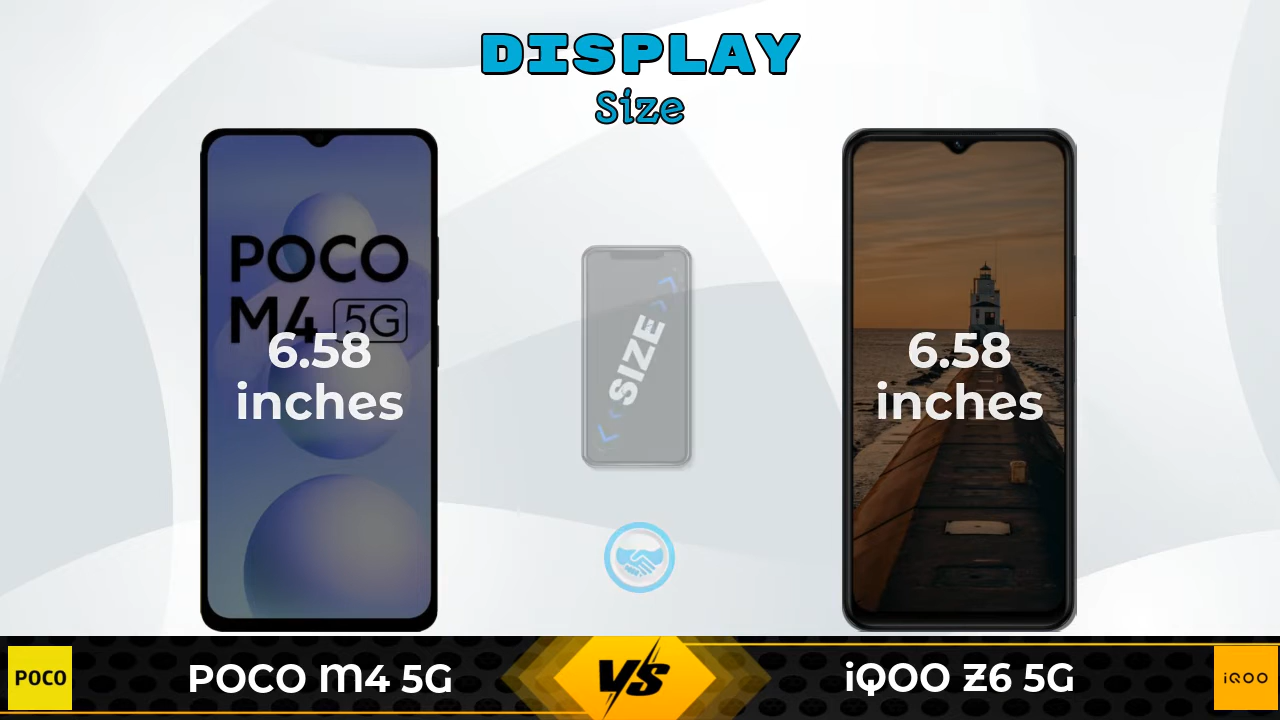 DISPLAY
Size
POCO
M4 5G
6.58
inches
SIZE
6.58
inches
POCO
POCO M4 5G
VS
iQOO Z6 5G
iQOO